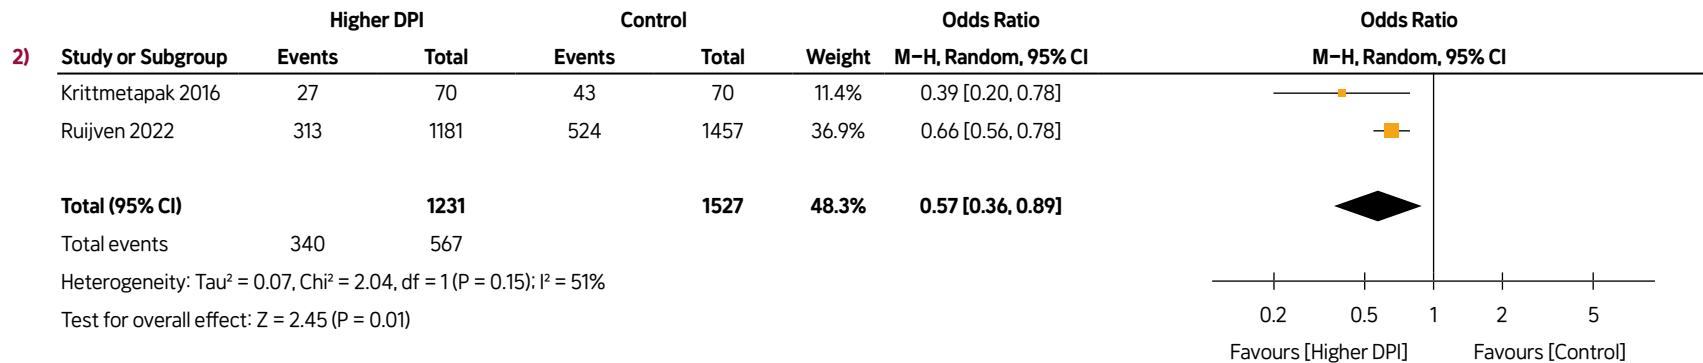 Higher DPI Control Odds Ratio Odds Ratio
2) Study or Subgroup Events Total Events Total Weight M–H, Random, 95% CI M–H, Random, 95% CI
Krittmetapak 2016 27 70 43 70 11.4% 0.39 [0.20, 0.78]
Ruijven 2022 313 1181 524 1457 36.9% 0.66 [0.56, 0.78]
Total (95% CI) 1231 1527 48.3% 0.57 [0.36, 0.89]
Total events 340 567
Heterogeneity: Tau² = 0.07, Chi² = 2.04, df = 1 (P = 0.15); I² = 51%
Test for overall effect: Z = 2.45 (P = 0.01)
0.2 0.5 1 2 5
Favours [Higher DPI] Favours [Control]